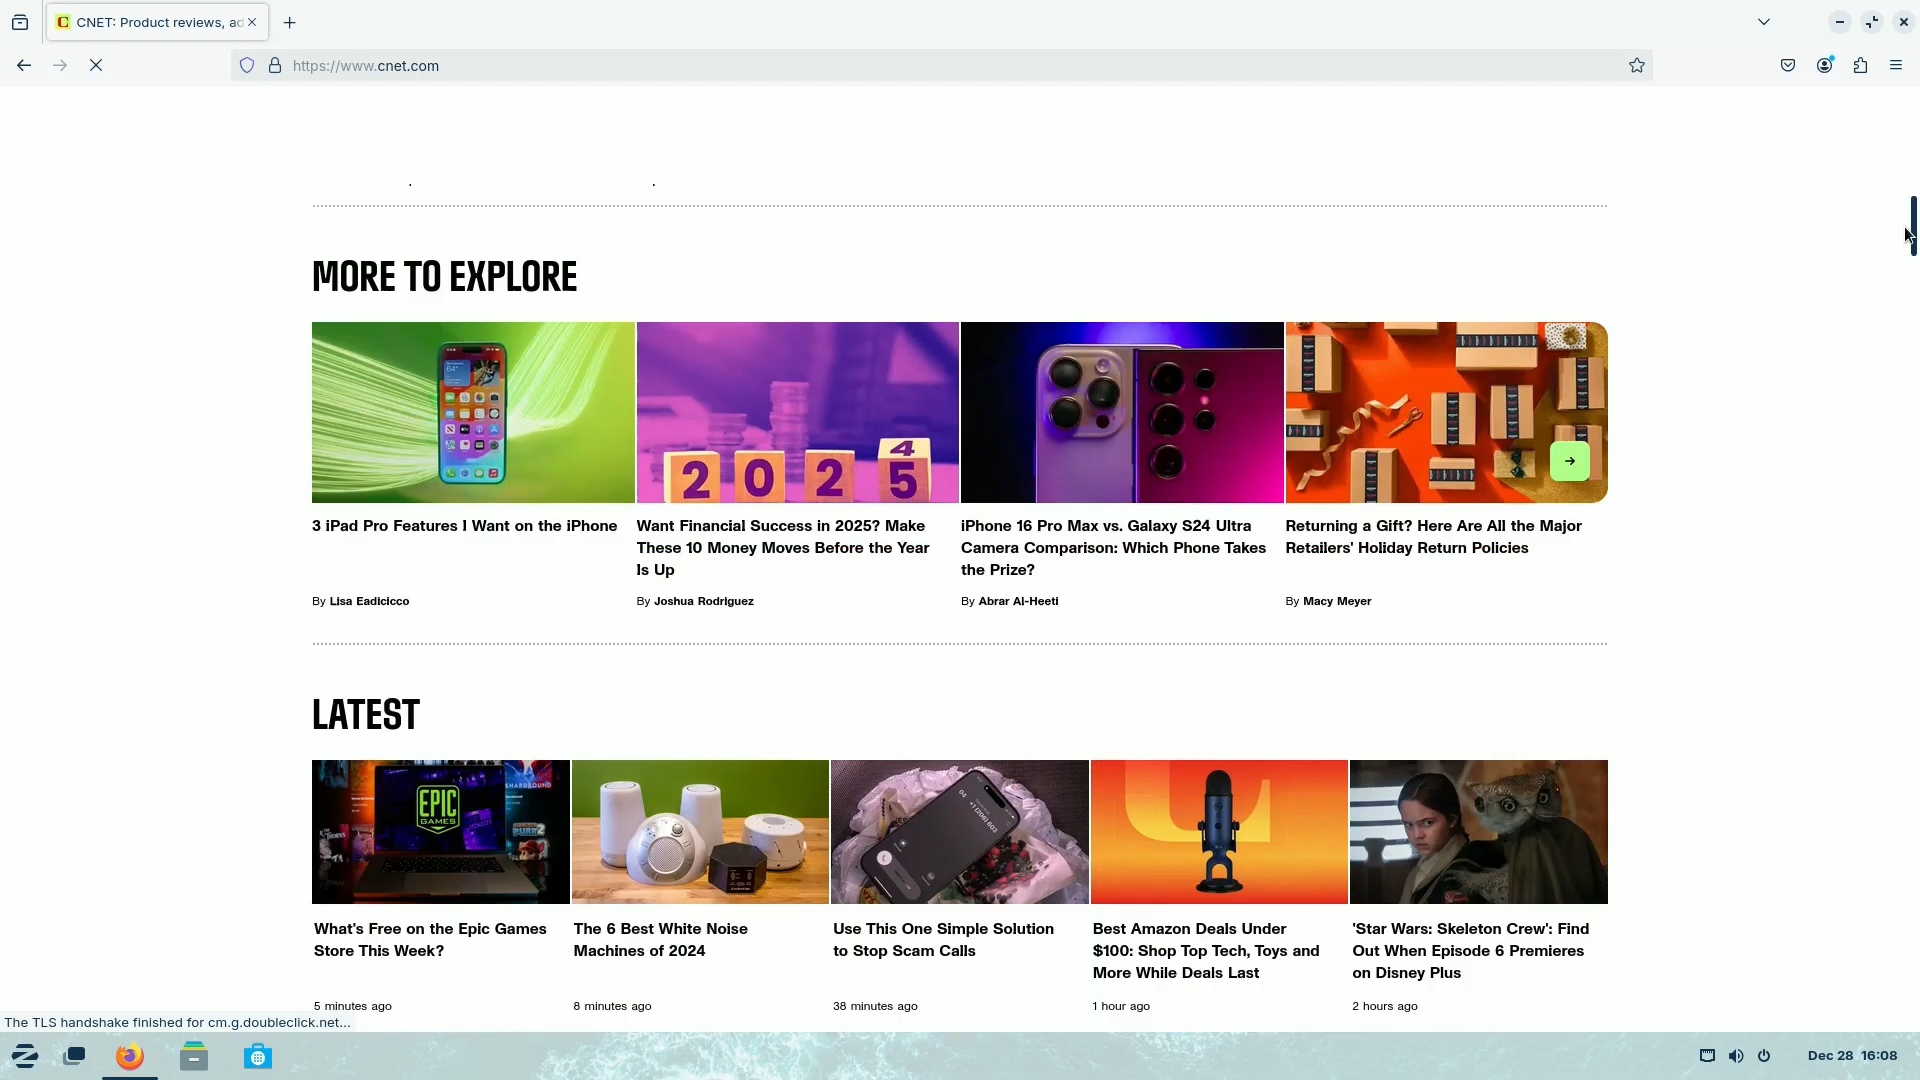 CNET: Product reviews, ad
https://www.cnet.com
MORE TO EXPLORE
2 0 2 5
4
3 iPad Pro Features I Want on the iPhone
By Lisa Eadicicco
Want Financial Success in 2025? Make
These 10 Money Moves Before the Year
Is Up
By Joshua Rodriguez
iPhone 16 Pro Max vs. Galaxy S24 Ultra
Camera Comparison: Which Phone Takes
the Prize?
By Abrar Al-Heeti
Returning a Gift? Here Are All the Major
Retailers' Holiday Return Policies
By Macy Meyer
LATEST
EPIC
GAMES
What's Free on the Epic Games
Store This Week?
5 minutes ago
The 6 Best White Noise
Machines of 2024
8 minutes ago
Use This One Simple Solution
to Stop Scam Calls
38 minutes ago
Best Amazon Deals Under
$100: Shop Top Tech, Toys and
More While Deals Last
1 hour ago
'Star Wars: Skeleton Crew': Find
Out When Episode 6 Premieres
on Disney Plus
2 hours ago
The TLS handshake finished for cm.g.doubleclick.net...
Dec 28 16:08